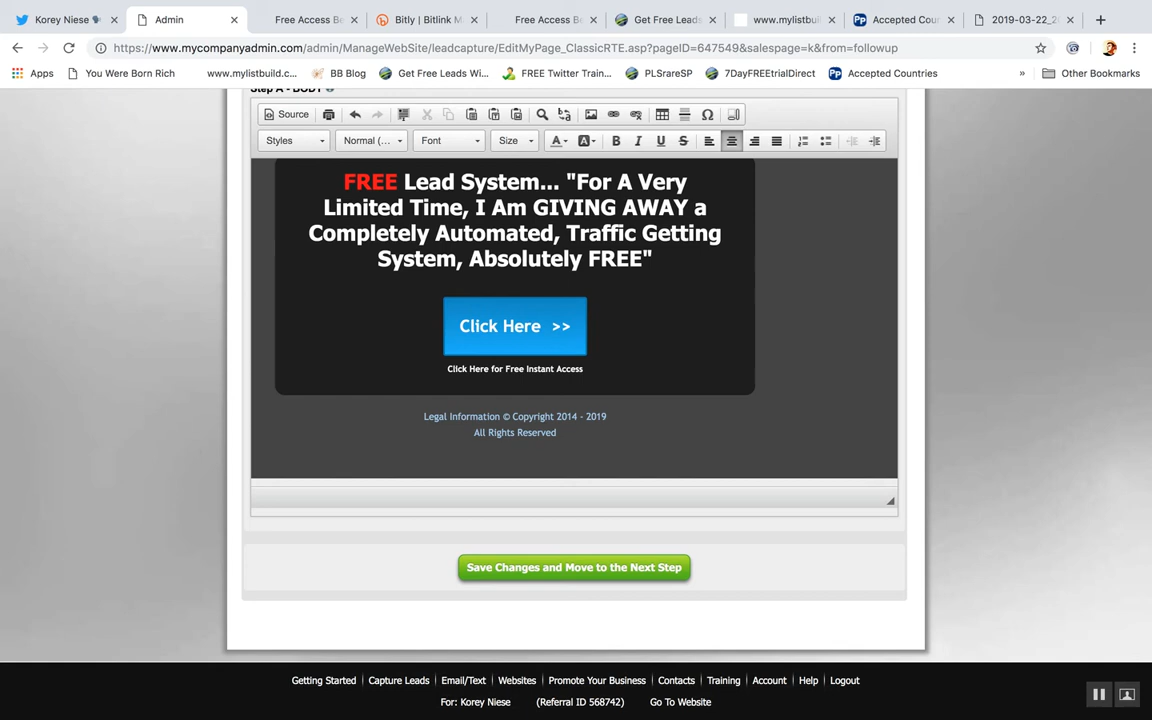 Korey Niese
Admin
Free Access Be
Bitly | Bitlink M
Free Access Be
Get Free Leads
www.mylistbuil
Accepted Cou
2019-03-22_2
https://www.mycompanyadmin.com/admin/ManageWebSite/leadcapture/EditMyPage_ClassicRTE.asp?pageID=647549&salespage=k&from=followup
Apps
You Were Born Rich
www.mylistbuild.c...
BB Blog
Get Free Leads Wi...
FREE Twitter Train...
PLSrareSP
7DayFREEtrialDirect
Accepted Countries
»
Other Bookmarks
Step A - BODY
Source
Styles
Normal (...
Font
Size
FREE Lead System... "For A Very
Limited Time, I Am GIVING AWAY a
Completely Automated, Traffic Getting
System, Absolutely FREE"
Click Here >>
Click Here for Free Instant Access
Legal Information © Copyright 2014 - 2019
All Rights Reserved
Save Changes and Move to the Next Step
Getting Started | Capture Leads | Email/Text | Websites | Promote Your Business | Contacts | Training | Account | Help | Logout
For: Korey Niese (Referral ID 568742) Go To Website